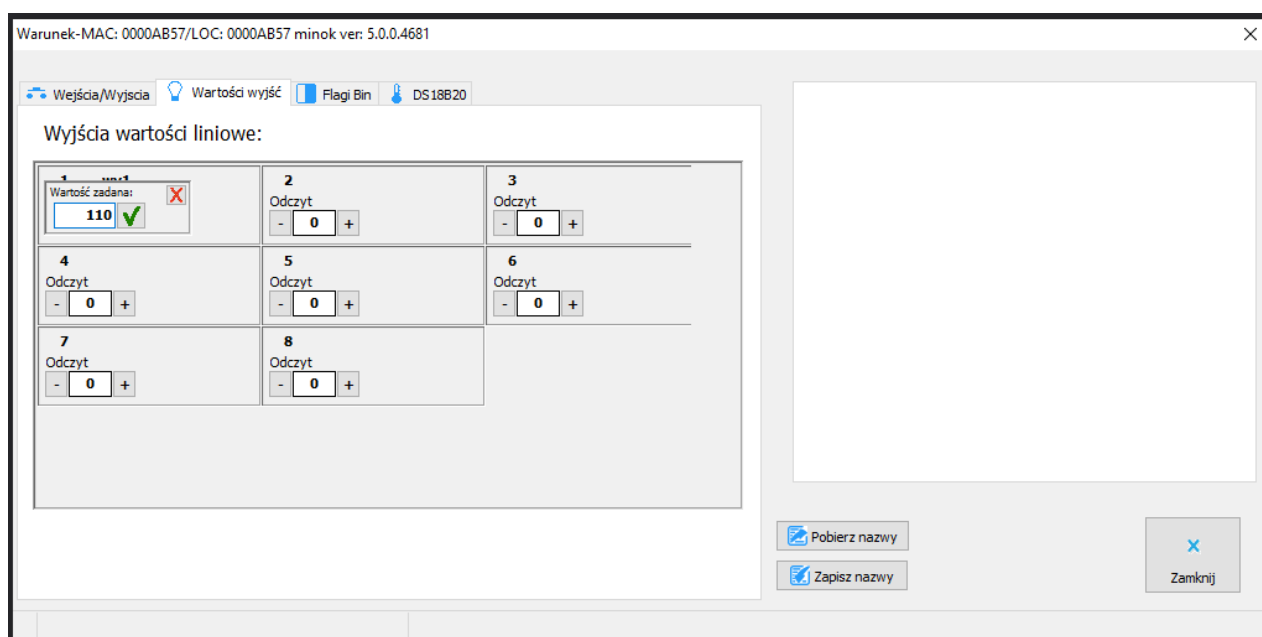 Warunek-MAC: 0000AB57/LOC: 0000AB57 minok ver: 5.0.0.4681
Wejścia/Wyjscia Wartości wyjść Flagi Bin DS18B20
Wyjścia wartości liniowe:
Wartość zadana:
110
2
Odczyt
- 0 +
3
Odczyt
- 0 +
4
Odczyt
- 0 +
5
Odczyt
- 0 +
6
Odczyt
- 0 +
7
Odczyt
- 0 +
8
Odczyt
- 0 +
Pobierz nazwy
Zapisz nazwy
Zamknij